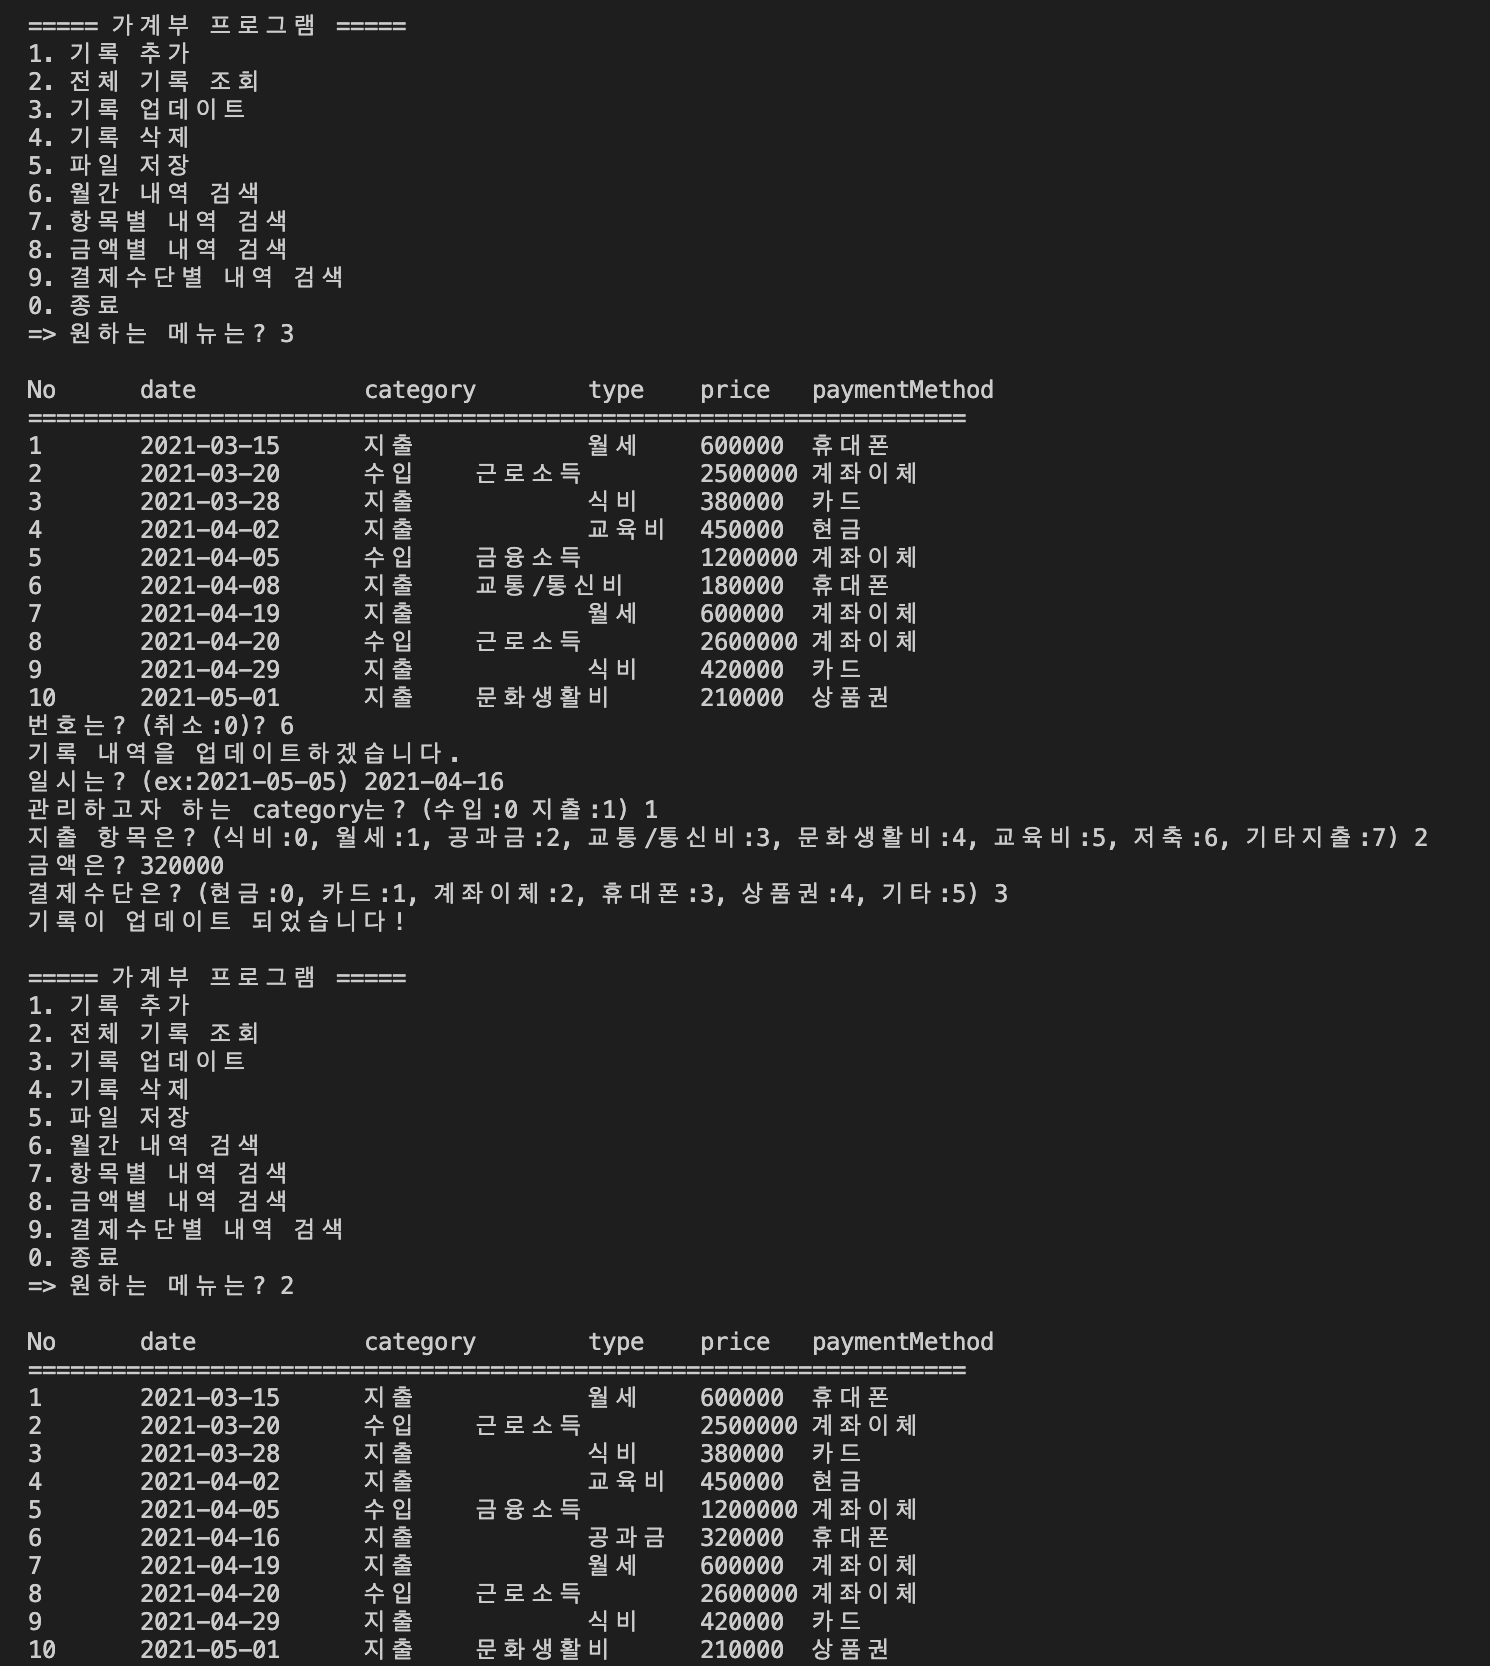 ===== 가계부 프로그램 =====
1. 기록 추가
2. 전체 기록 조회
3. 기록 업데이트
4. 기록 삭제
5. 파일 저장
6. 월간 내역 검색
7. 항목별 내역 검색
8. 금액별 내역 검색
9. 결제수단별 내역 검색
0. 종료
=> 원하는 메뉴는? 3
No date category type price paymentMethod
===================================================================
1 2021-03-15 지출 월세 600000 휴대폰
2 2021-03-20 수입 근로소득 2500000 계좌이체
3 2021-03-28 지출 식비 380000 카드
4 2021-04-02 지출 교육비 450000 현금
5 2021-04-05 수입 금융소득 1200000 계좌이체
6 2021-04-08 지출 교통/통신비 180000 휴대폰
7 2021-04-19 지출 월세 600000 계좌이체
8 2021-04-20 수입 근로소득 2600000 계좌이체
9 2021-04-29 지출 식비 420000 카드
10 2021-05-01 지출 문화생활비 210000 상품권
번호는? (취소:0)? 6
기록 내역을 업데이트하겠습니다.
일시는? (ex:2021-05-05) 2021-04-16
관리하고자 하는 category는? (수입:0 지출:1) 1
지출 항목은? (식비:0, 월세:1, 공과금:2, 교통/통신비:3, 문화생활비:4, 교육비:5, 저축:6, 기타지출:7) 2
금액은? 320000
결제수단은? (현금:0, 카드:1, 계좌이체:2, 휴대폰:3, 상품권:4, 기타:5) 3
기록이 업데이트 되었습니다!
===== 가계부 프로그램 =====
1. 기록 추가
2. 전체 기록 조회
3. 기록 업데이트
4. 기록 삭제
5. 파일 저장
6. 월간 내역 검색
7. 항목별 내역 검색
8. 금액별 내역 검색
9. 결제수단별 내역 검색
0. 종료
=> 원하는 메뉴는? 2
No date category type price paymentMethod
===================================================================
1 2021-03-15 지출 월세 600000 휴대폰
2 2021-03-20 수입 근로소득 2500000 계좌이체
3 2021-03-28 지출 식비 380000 카드
4 2021-04-02 지출 교육비 450000 현금
5 2021-04-05 수입 금융소득 1200000 계좌이체
6 2021-04-16 지출 공과금 320000 휴대폰
7 2021-04-19 지출 월세 600000 계좌이체
8 2021-04-20 수입 근로소득 2600000 계좌이체
9 2021-04-29 지출 식비 420000 카드
10 2021-05-01 지출 문화생활비 210000 상품권